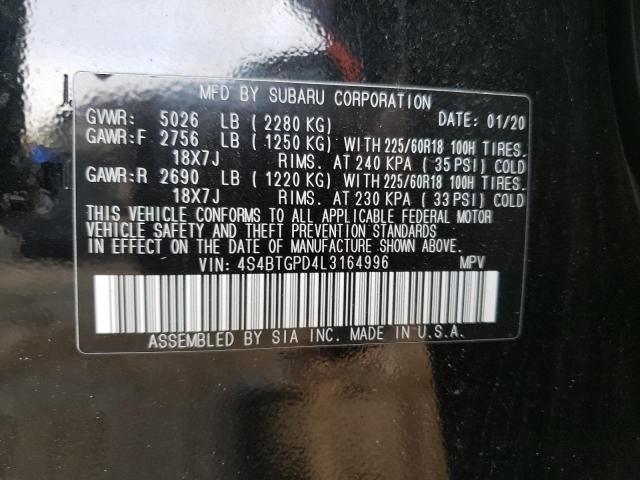 MFD BY SUBARU CORPORATION
GVWR: 5026 LB ( 2280 KG) DATE: 01/20
GAWR:F 2756 LB ( 1250 KG) WITH 225/60R18 100H TIRES.
18X7J RIMS. AT 240 KPA ( 35 PSI) COLD
GAWR:R 2690 LB ( 1220 KG) WITH 225/60R18 100H TIRES.
18X7J RIMS. AT 230 KPA ( 33 PSI) COLD
THIS VEHICLE CONFORMS TO ALL APPLICABLE FEDERAL MOTOR
VEHICLE SAFETY AND THEFT PREVENTION STANDARDS
IN EFFECT ON THE DATE OF MANUFACTURE SHOWN ABOVE.
VIN: 4S4BTGPD4L3164996 MPV
ASSEMBLED BY SIA INC. MADE IN U.S.A.